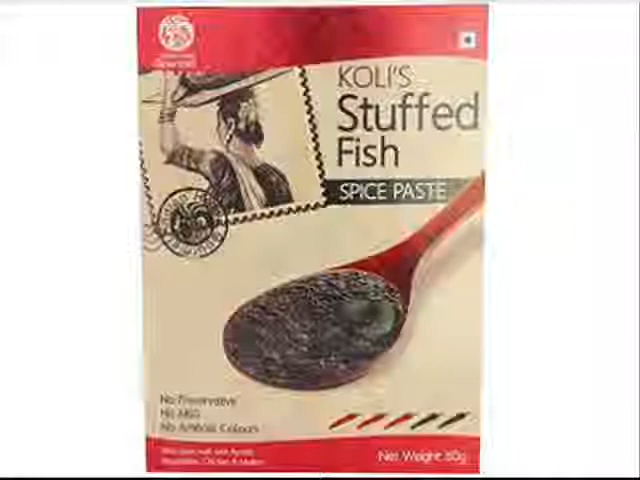 KOLI'S
Stuffed
Fish
SPICE PASTE
No Preservative
No MSG
No Artificial Colours
Net Weight: 80g